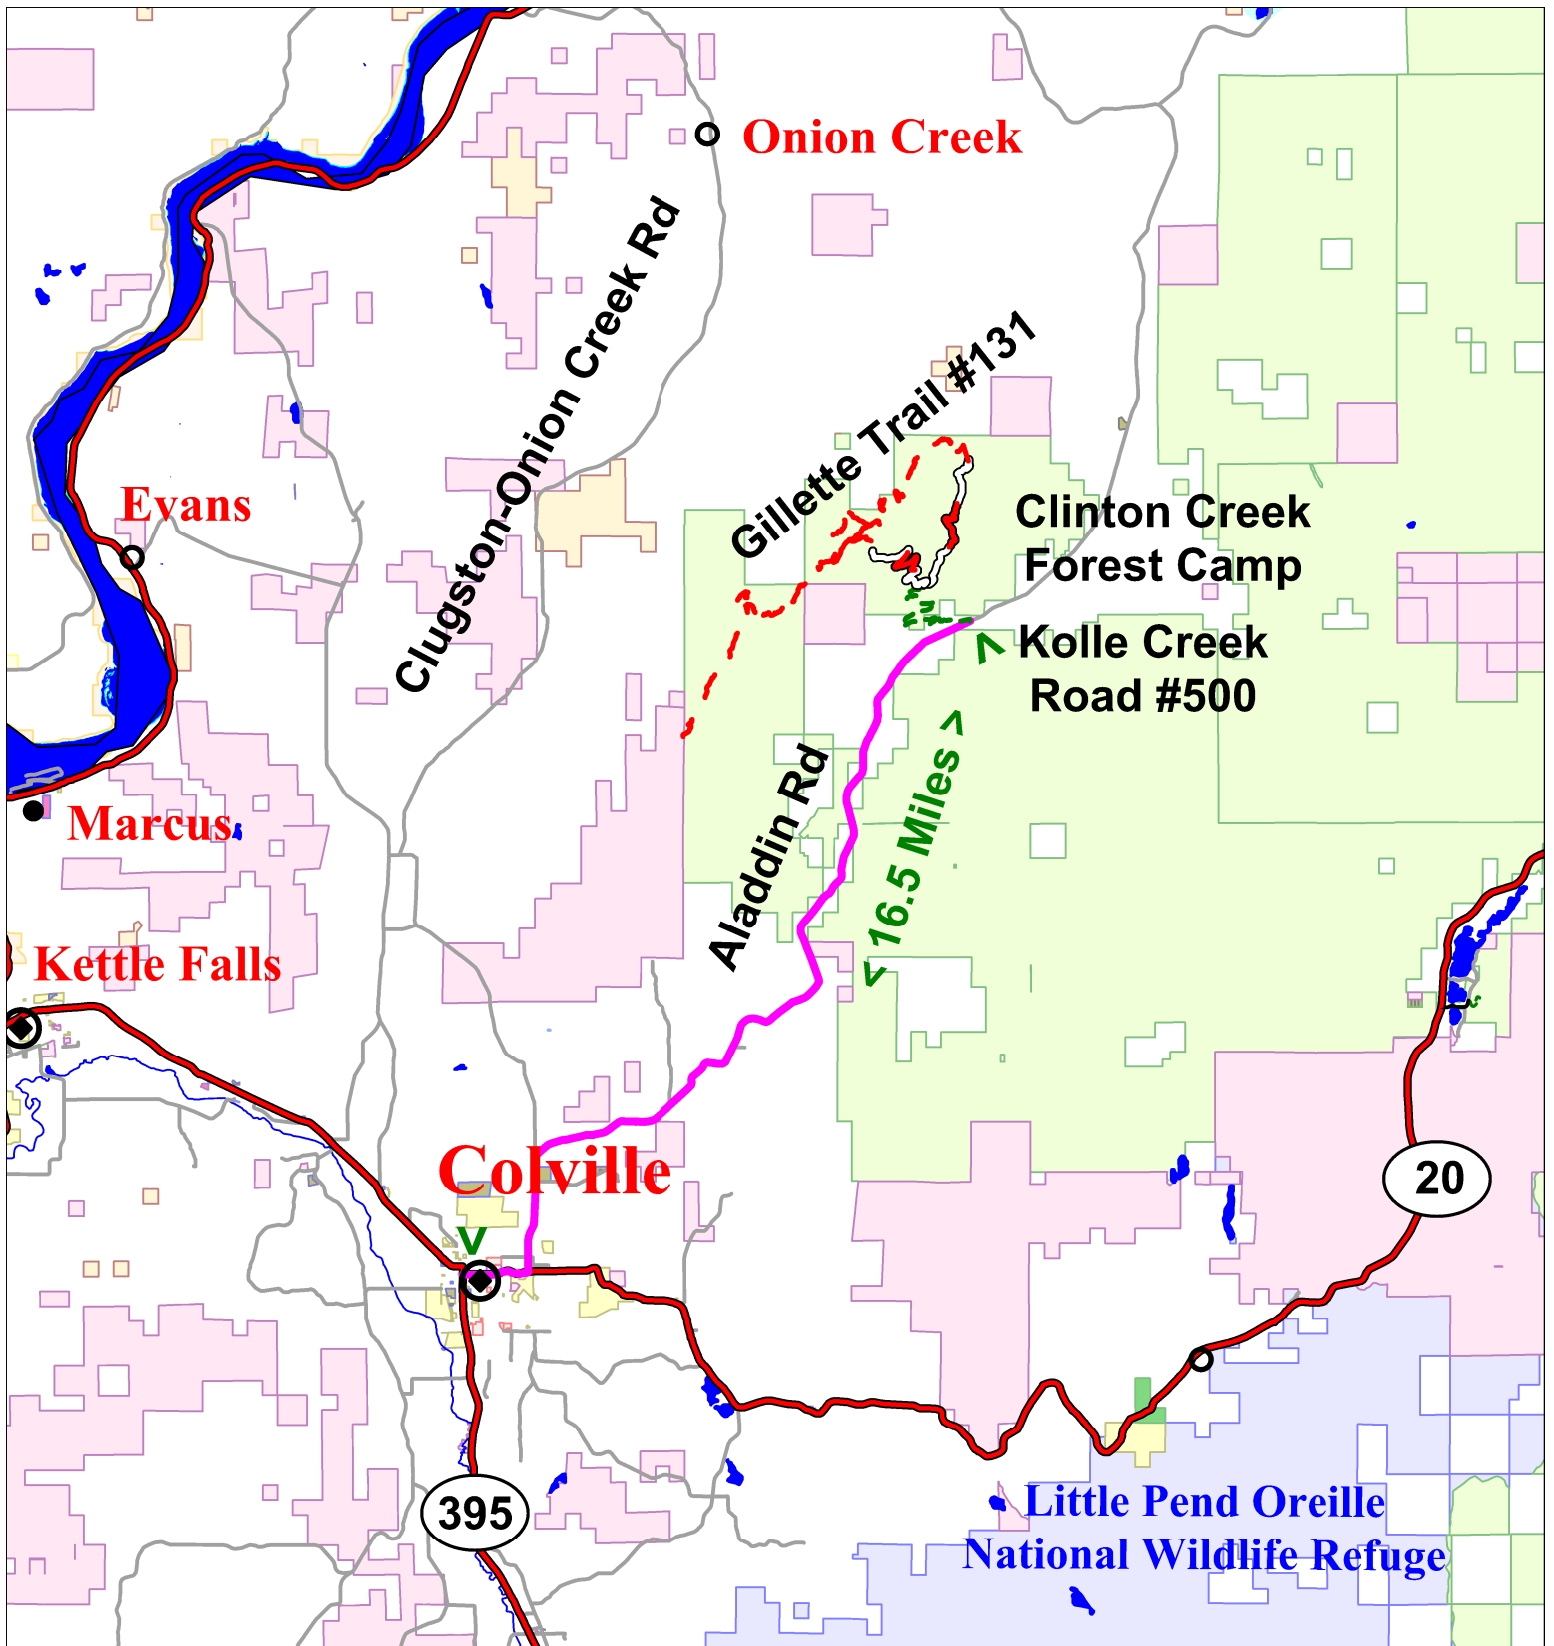 Onion Creek
Clugston-Onion Creek Rd
Gillette Trail #131
Evans
Clinton Creek
Forest Camp
Kolle Creek
Road #500
< 16.5 Miles >
Aladdin Rd
Marcus
Kettle Falls
Colville
20
395
Little Pend Oreille
National Wildlife Refuge